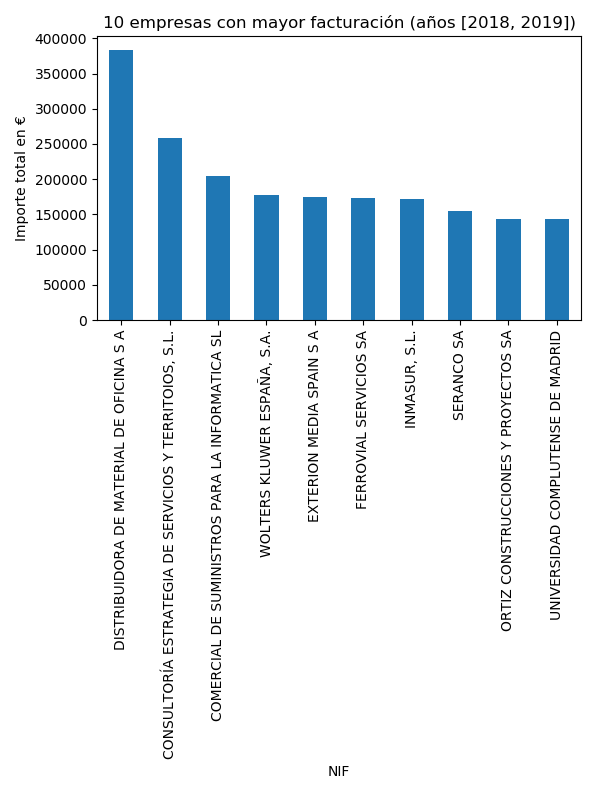 10 empresas con mayor facturación (años [2018, 2019])
Importe total en €
400000
350000
300000
250000
200000
150000
100000
50000
0
DISTRIBUIDORA DE MATERIAL DE OFICINA S A
CONSULTORÍA ESTRATEGIA DE SERVICIOS Y TERRITOIOS, S.L.
COMERCIAL DE SUMINISTROS PARA LA INFORMATICA SL
WOLTERS KLUWER ESPAÑA, S.A.
EXTERION MEDIA SPAIN S A
FERROVIAL SERVICIOS SA
INMASUR, S.L.
SERANCO SA
ORTIZ CONSTRUCCIONES Y PROYECTOS SA
UNIVERSIDAD COMPLUTENSE DE MADRID
NIF